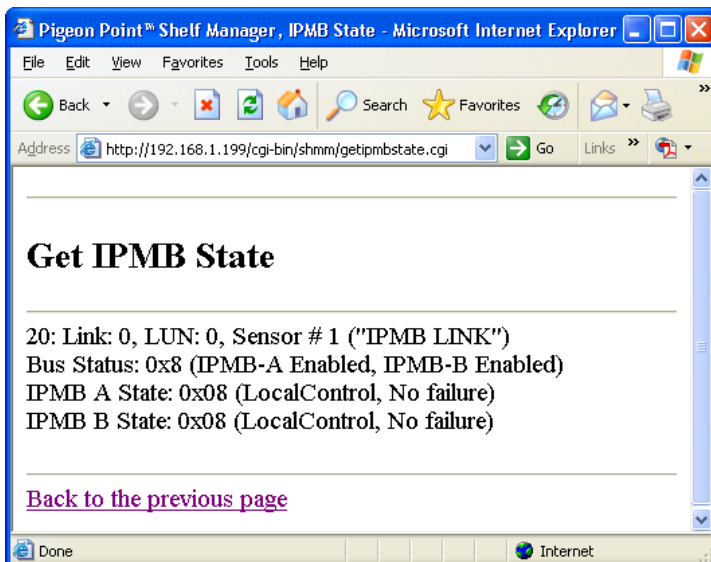 Pigeon Point™ Shelf Manager, IPMB State - Microsoft Internet Explorer
File Edit View Favorites Tools Help
Back Search Favorites »
Address http://192.168.1.199/cgi-bin/shmm/getipmbstate.cgi Go Links »
Get IPMB State
20: Link: 0, LUN: 0, Sensor # 1 ("IPMB LINK")
Bus Status: 0x8 (IPMB-A Enabled, IPMB-B Enabled)
IPMB A State: 0x08 (LocalControl, No failure)
IPMB B State: 0x08 (LocalControl, No failure)
Back to the previous page
Done Internet